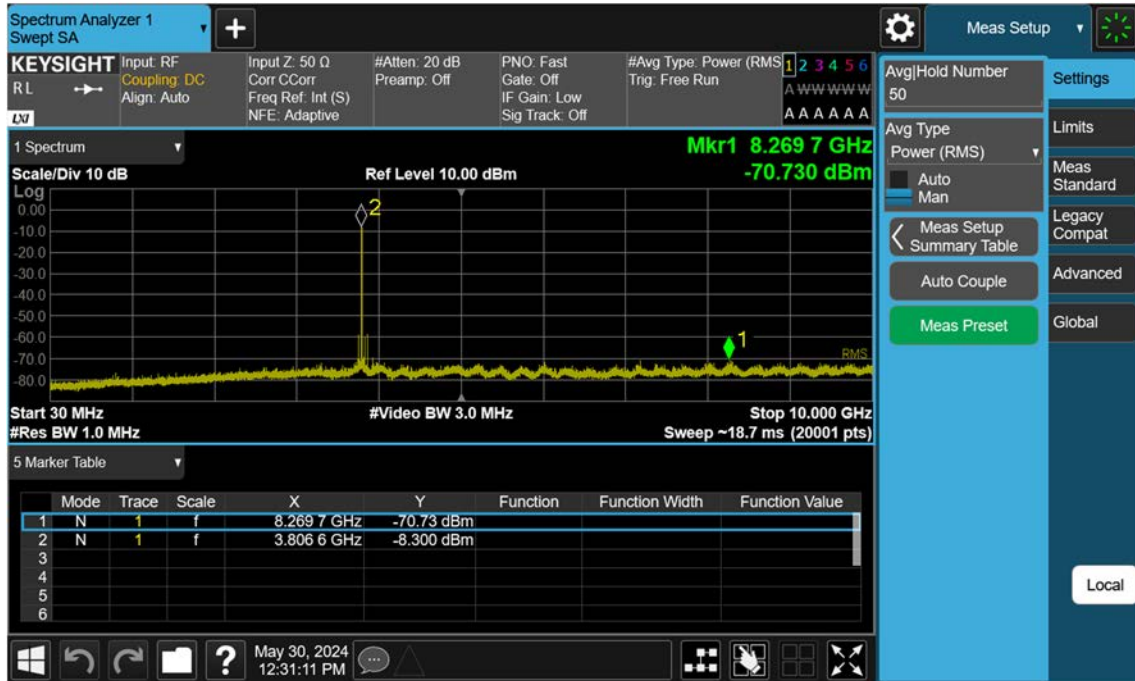 Spectrum Analyzer 1
Swept SA
+
Meas Setup
KEYSIGHT
R L
LXI
Input: RF
Coupling: DC
Align: Auto
Input Z: 50 Ω
Corr CCorr
Freq Ref: Int (S)
NFE: Adaptive
#Atten: 20 dB
Preamp: Off
PNO: Fast
Gate: Off
IF Gain: Low
Sig Track: Off
#Avg Type: Power (RMS
Trig: Free Run
1 2 3 4 5 6
A W W W W W
A A A A A A
1 Spectrum
Mkr1 8.269 7 GHz
-70.730 dBm
Scale/Div 10 dB
Ref Level 10.00 dBm
Log
0.00
-10.0
-20.0
-30.0
-40.0
-50.0
-60.0
-70.0
-80.0
2
1
RMS
Start 30 MHz
#Video BW 3.0 MHz
Stop 10.000 GHz
#Res BW 1.0 MHz
Sweep ~18.7 ms (20001 pts)
5 Marker Table
Mode Trace Scale X Y Function Function Width Function Value
1 N 1 f 8.269 7 GHz -70.73 dBm
2 N 1 f 3.806 6 GHz -8.300 dBm
3
4
5
6
?
May 30, 2024
12:31:11 PM
Avg|Hold Number
50
Avg Type
Power (RMS)
Auto
Man
Meas Setup
Summary Table
Auto Couple
Meas Preset
Settings
Limits
Meas
Standard
Legacy
Compat
Advanced
Global
Local